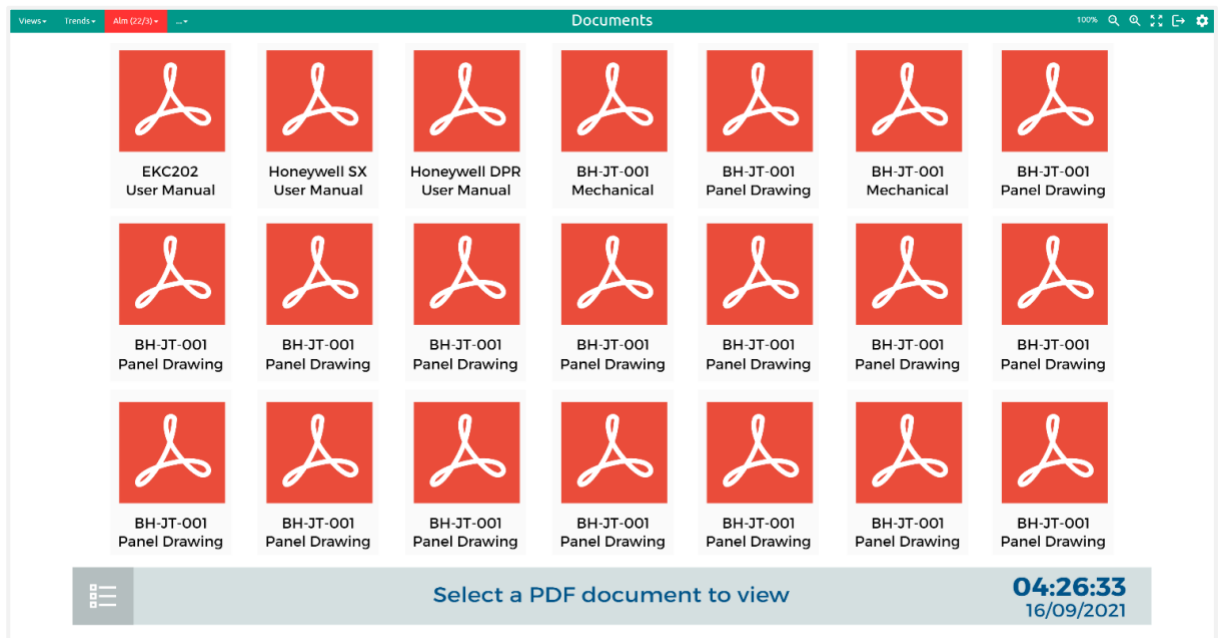 Views Trends Alm (22/3) ... Documents 100%
EKC202 Honeywell SX Honeywell DPR BH-JT-001 BH-JT-001 BH-JT-001 BH-JT-001
User Manual User Manual User Manual Mechanical Panel Drawing Mechanical Panel Drawing
BH-JT-001 BH-JT-001 BH-JT-001 BH-JT-001 BH-JT-001 BH-JT-001 BH-JT-001
Panel Drawing Panel Drawing Panel Drawing Panel Drawing Panel Drawing Panel Drawing Panel Drawing
BH-JT-001 BH-JT-001 BH-JT-001 BH-JT-001 BH-JT-001 BH-JT-001 BH-JT-001
Panel Drawing Panel Drawing Panel Drawing Panel Drawing Panel Drawing Panel Drawing Panel Drawing
Select a PDF document to view 04:26:33
16/09/2021